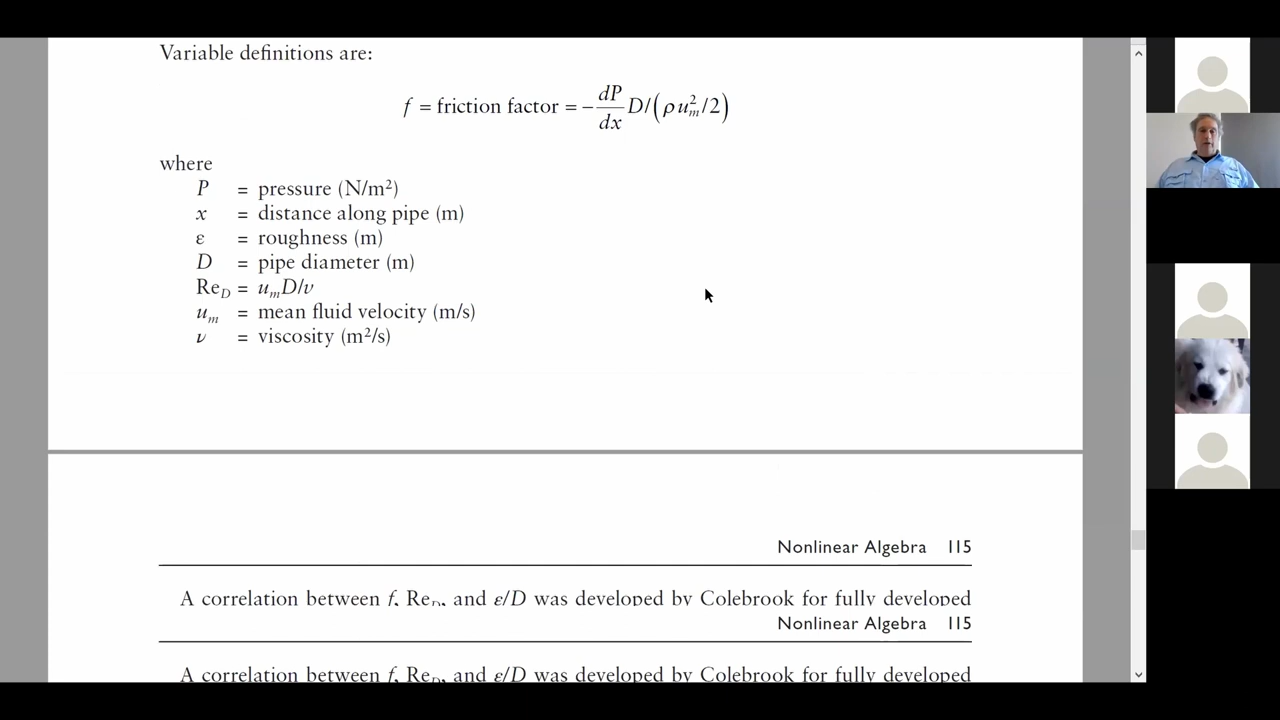 Variable definitions are:
f = friction factor = −dP/dx D/(ρu_m²/2)
where
P = pressure (N/m²)
x = distance along pipe (m)
ε = roughness (m)
D = pipe diameter (m)
Re_D = u_mD/ν
u_m = mean fluid velocity (m/s)
ν = viscosity (m²/s)
Nonlinear Algebra 115
A correlation between f, Re_D, and ε/D was developed by Colebrook for fully developed
Nonlinear Algebra 115
A correlation between f, Re_D, and ε/D was developed by Colebrook for fully developed